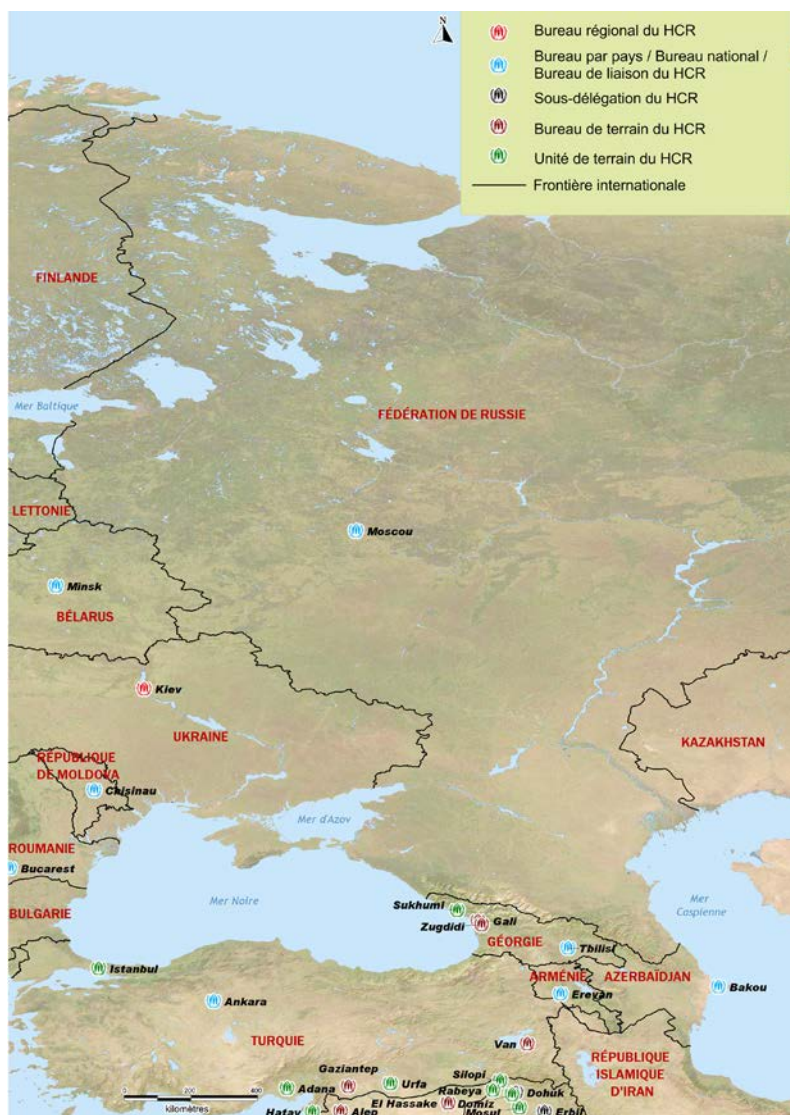 N
Bureau régional du HCR
Bureau par pays / Bureau national /
Bureau de liaison du HCR
Sous-délégation du HCR
Bureau de terrain du HCR
Unité de terrain du HCR
Frontière internationale
FINLANDE
Mer Baltique
FÉDÉRATION DE RUSSIE
LETTONIE
Moscou
Minsk
BÉLARUS
Kiev
UKRAINE
KAZAKHSTAN
RÉPUBLIQUE
DE MOLDOVA
Chisinau
Mer d'Azov
ROUMANIE
Bucarest
BULGARIE
Mer Noire
Mer
Caspienne
Sukhumi
Gali
Zugdidi
GÉORGIE
Tbilisi
Istanbul
ARMÉNIE
AZERBAÏDJAN
Bakou
Ankara
Erevan
TURQUIE
Van
RÉPUBLIQUE
ISLAMIQUE
D'IRAN
Gaziantep
Silopi
Adana
Urfa
Rabeya
Dohuk
0 200 400
kilomètres
El Hassake
Domiz
Hatay
Alep
Mosul
Erbil